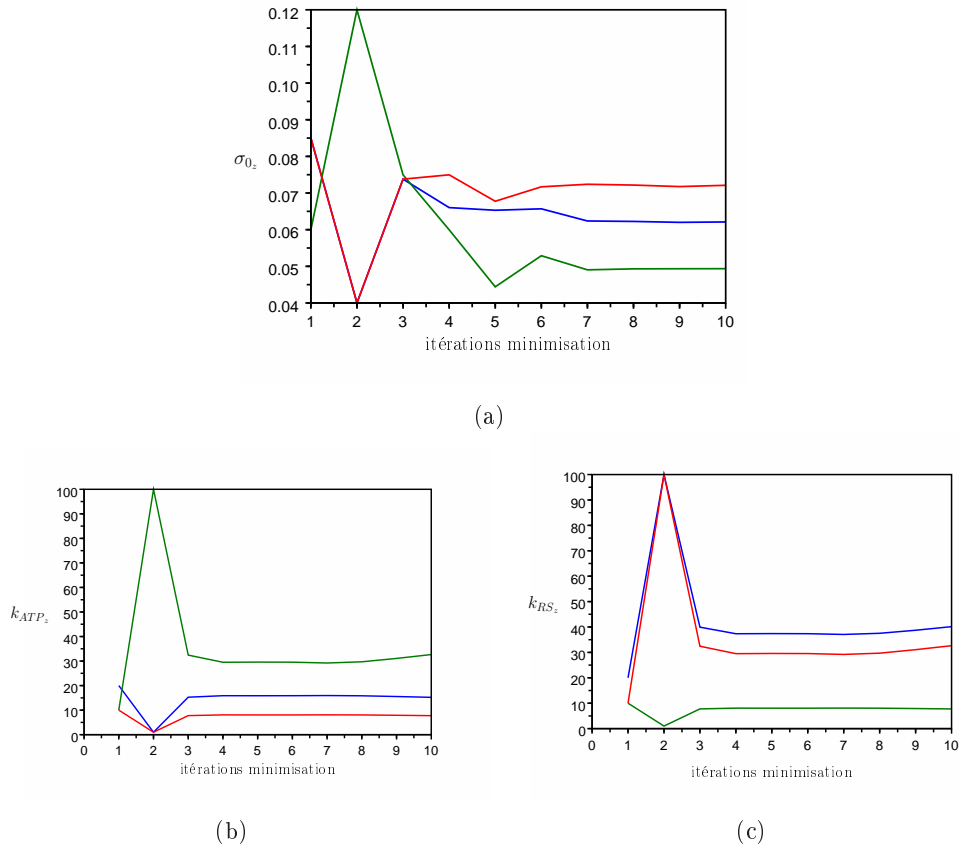 0.12
0.11
0.10
0.09
σ0z 0.08
0.07
0.06
0.05
0.04
1 2 3 4 5 6 7 8 9 10
itérations minimisation
(a)
100
90
80
70
60
kATPz 50
40
30
20
10
0
0 1 2 3 4 5 6 7 8 9 10
itérations minimisation
(b)
100
90
80
70
60
kRSz 50
40
30
20
10
0
0 1 2 3 4 5 6 7 8 9 10
itérations minimisation
(c)